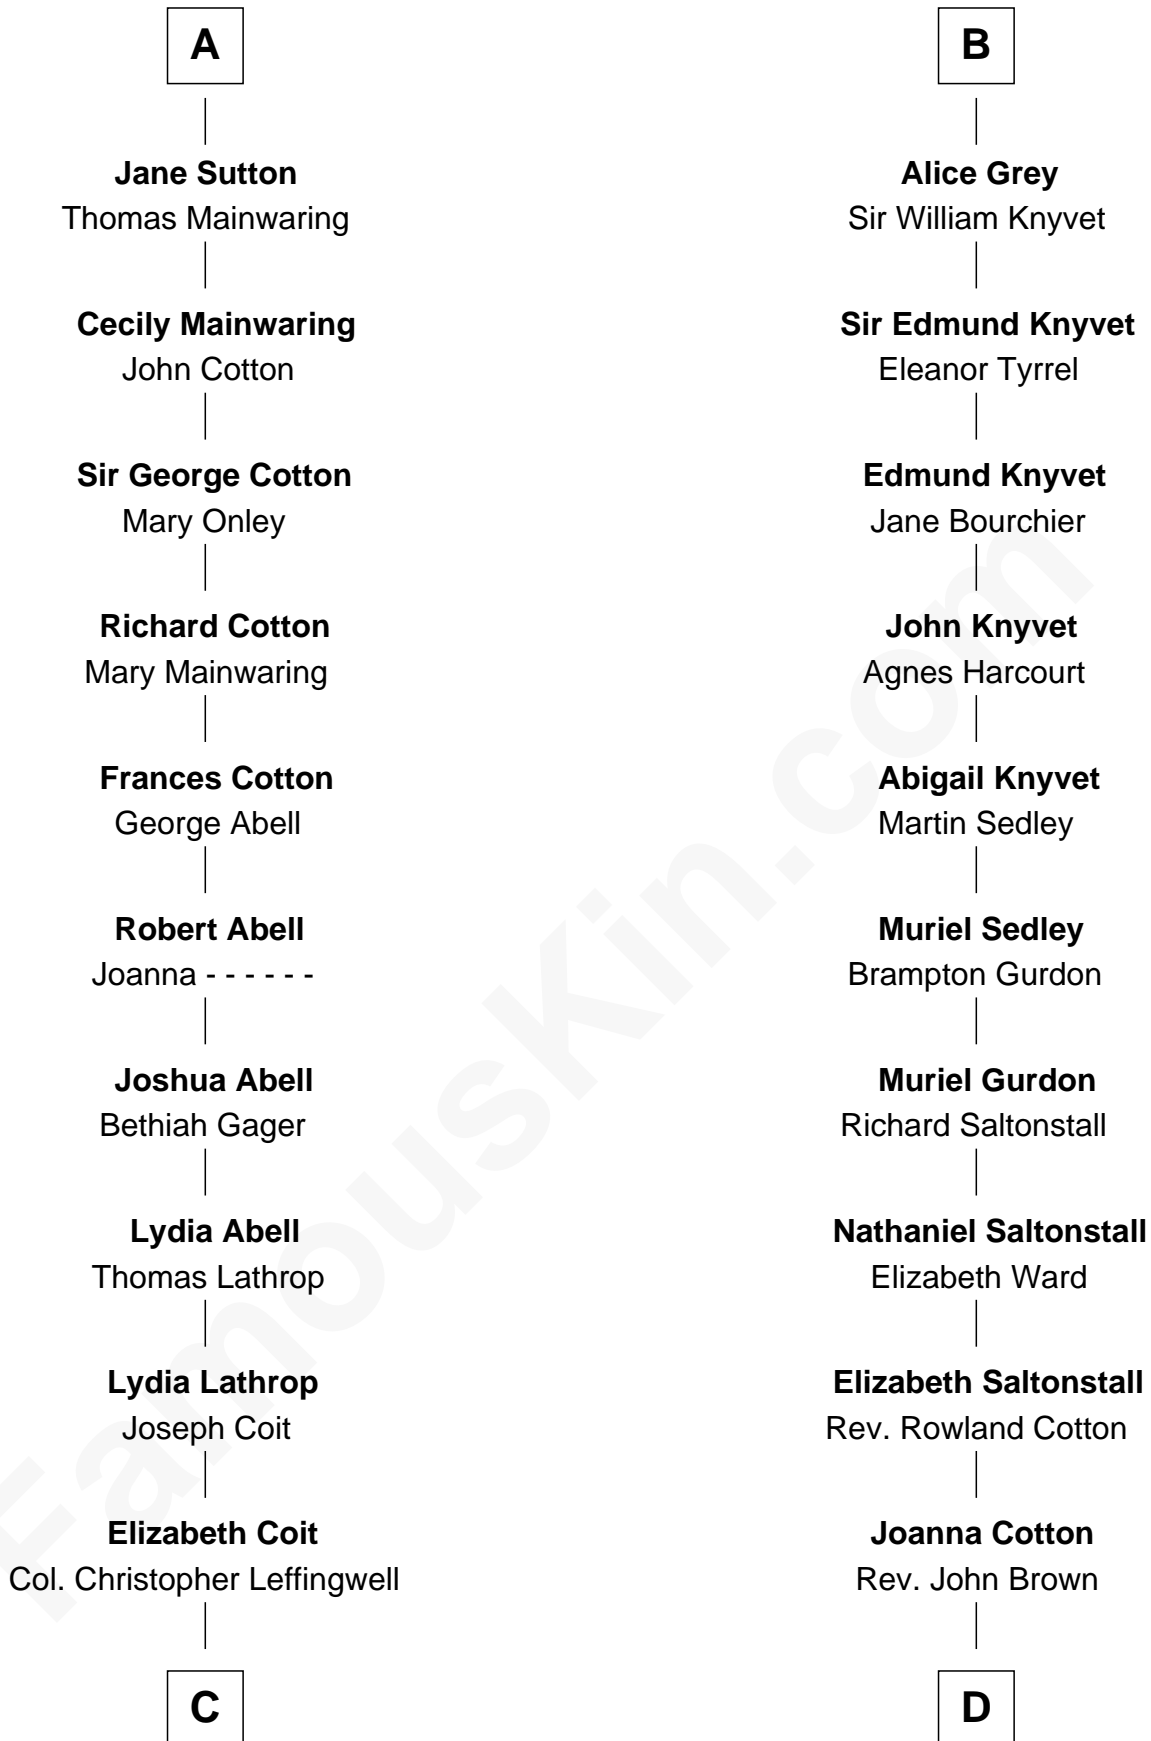 A
Jane Sutton
Thomas Mainwaring
Cecily Mainwaring
John Cotton
Sir George Cotton
Mary Onley
Richard Cotton
Mary Mainwaring
Frances Cotton
George Abell
Robert Abell
Joanna - - - - - -
Joshua Abell
Bethiah Gager
Lydia Abell
Thomas Lathrop
Lydia Lathrop
Joseph Coit
Elizabeth Coit
Col. Christopher Leffingwell
C
B
Alice Grey
Sir William Knyvet
Sir Edmund Knyvet
Eleanor Tyrrel
Edmund Knyvet
Jane Bourchier
John Knyvet
Agnes Harcourt
Abigail Knyvet
Martin Sedley
Muriel Sedley
Brampton Gurdon
Muriel Gurdon
Richard Saltonstall
Nathaniel Saltonstall
Elizabeth Ward
Elizabeth Saltonstall
Rev. Rowland Cotton
Joanna Cotton
Rev. John Brown
D
FamousKin.com